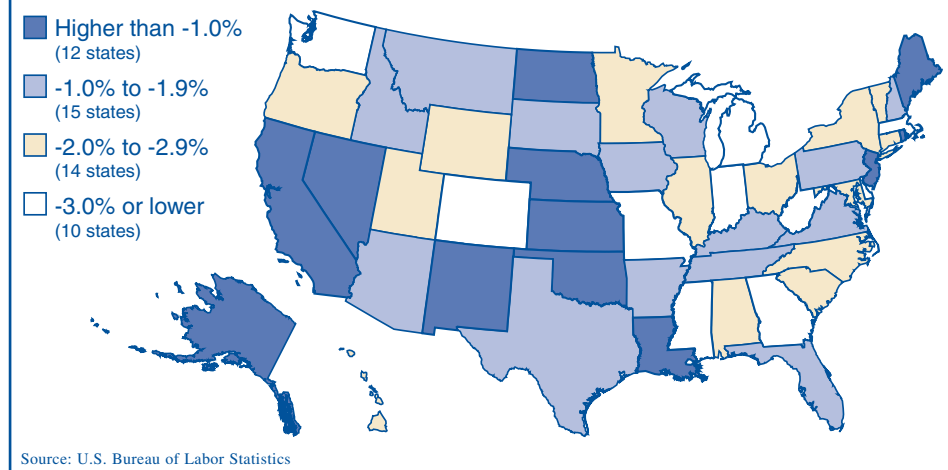 Higher than -1.0%
(12 states)
-1.0% to -1.9%
(15 states)
-2.0% to -2.9%
(14 states)
-3.0% or lower
(10 states)
Source: U.S. Bureau of Labor Statistics